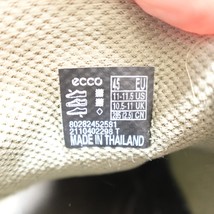 ecco
45 EU
11-11.5 US
10.5-11 UK
285 (2.5) CN
80282452581
2110402298 T
MADE IN THAILAND